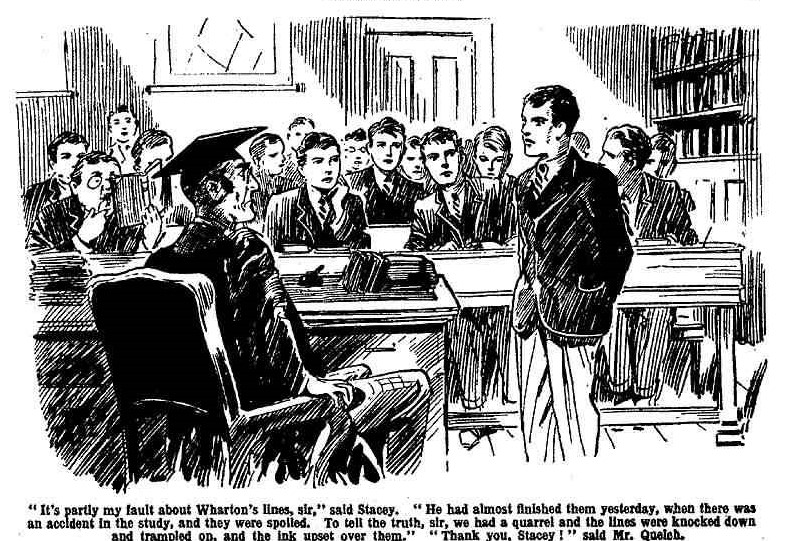 "It's partly my fault about Wharton's lines, sir," said Stacey. "He had almost finished them yesterday, when there was
an accident in the study, and they were spoiled. To tell the truth, sir, we had a quarrel and the lines were knocked down
and trampled on, and the ink upset over them." "Thank you, Stacey!" said Mr. Quelch.